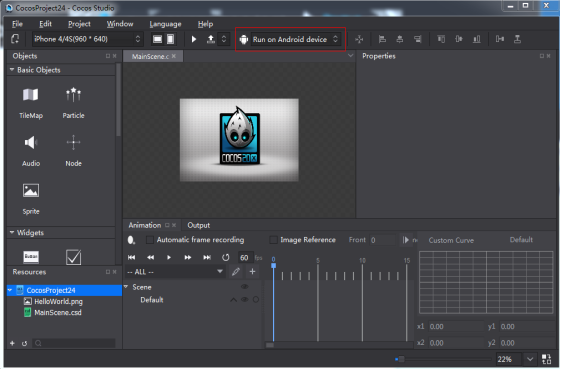 CocosProject24 - Cocos Studio
File Edit Project Window Language Help
iPhone 4/4S(960 * 640) Run on Android device
Objects MainScene.c Properties
Basic Objects
TileMap Particle
Audio Node
Sprite
COCOS2DX
Widgets
Button
Animation Output
Automatic frame recording Image Reference Front 0 Custom Curve Default
60 fps 0 5 10 15
Resources -- ALL --
CocosProject24 Scene
HelloWorld.png Default
MainScene.csd
x1 0.00 y1 0.00
x2 0.00 y2 0.00
22%